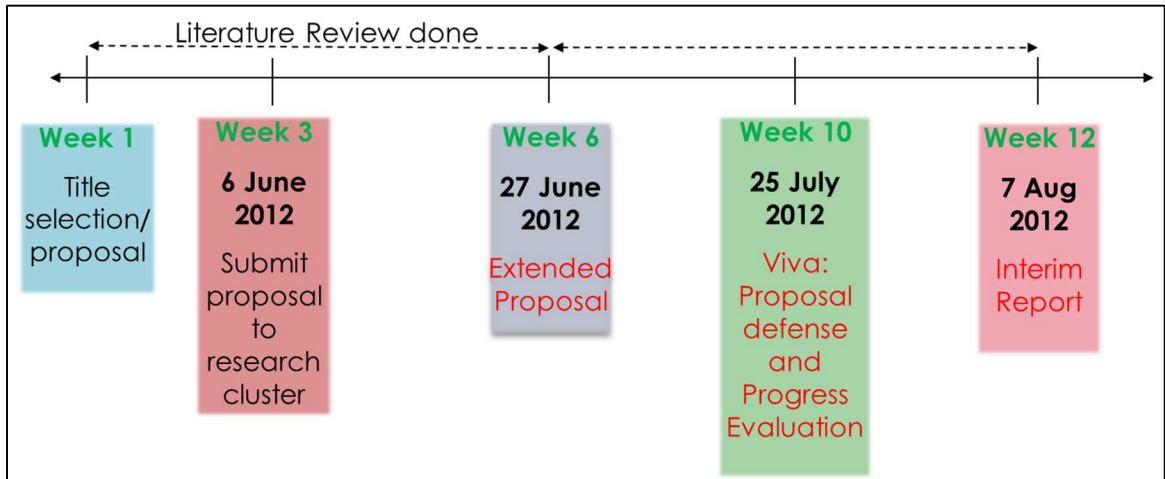 Literature Review done
Week 1
Title
selection/
proposal
Week 3
6 June
2012
Submit
proposal
to
research
cluster
Week 6
27 June
2012
Extended
Proposal
Week 10
25 July
2012
Viva:
Proposal
defense
and
Progress
Evaluation
Week 12
7 Aug
2012
Interim
Report